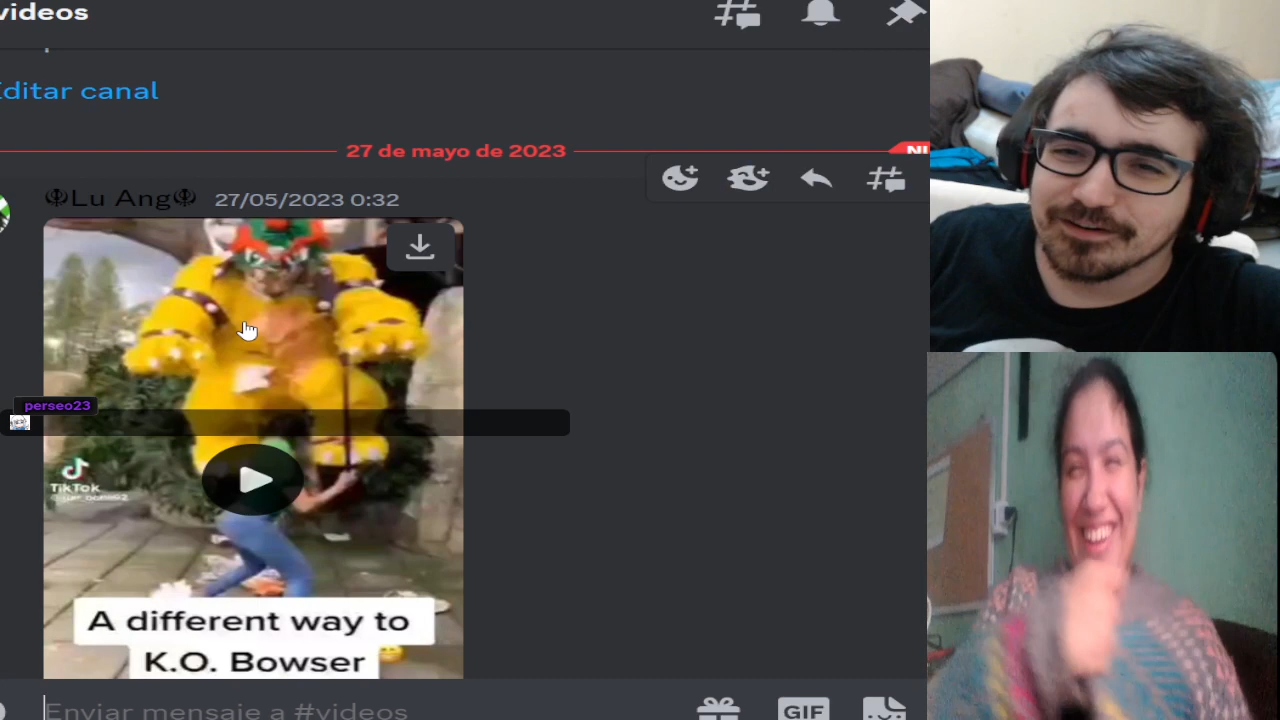 videos
Editar canal
27 de mayo de 2023
Lu Ang 27/05/2023 0:32
perseo23
TikTok
A different way to
K.O. Bowser
Enviar mensaje a #videos
GIF